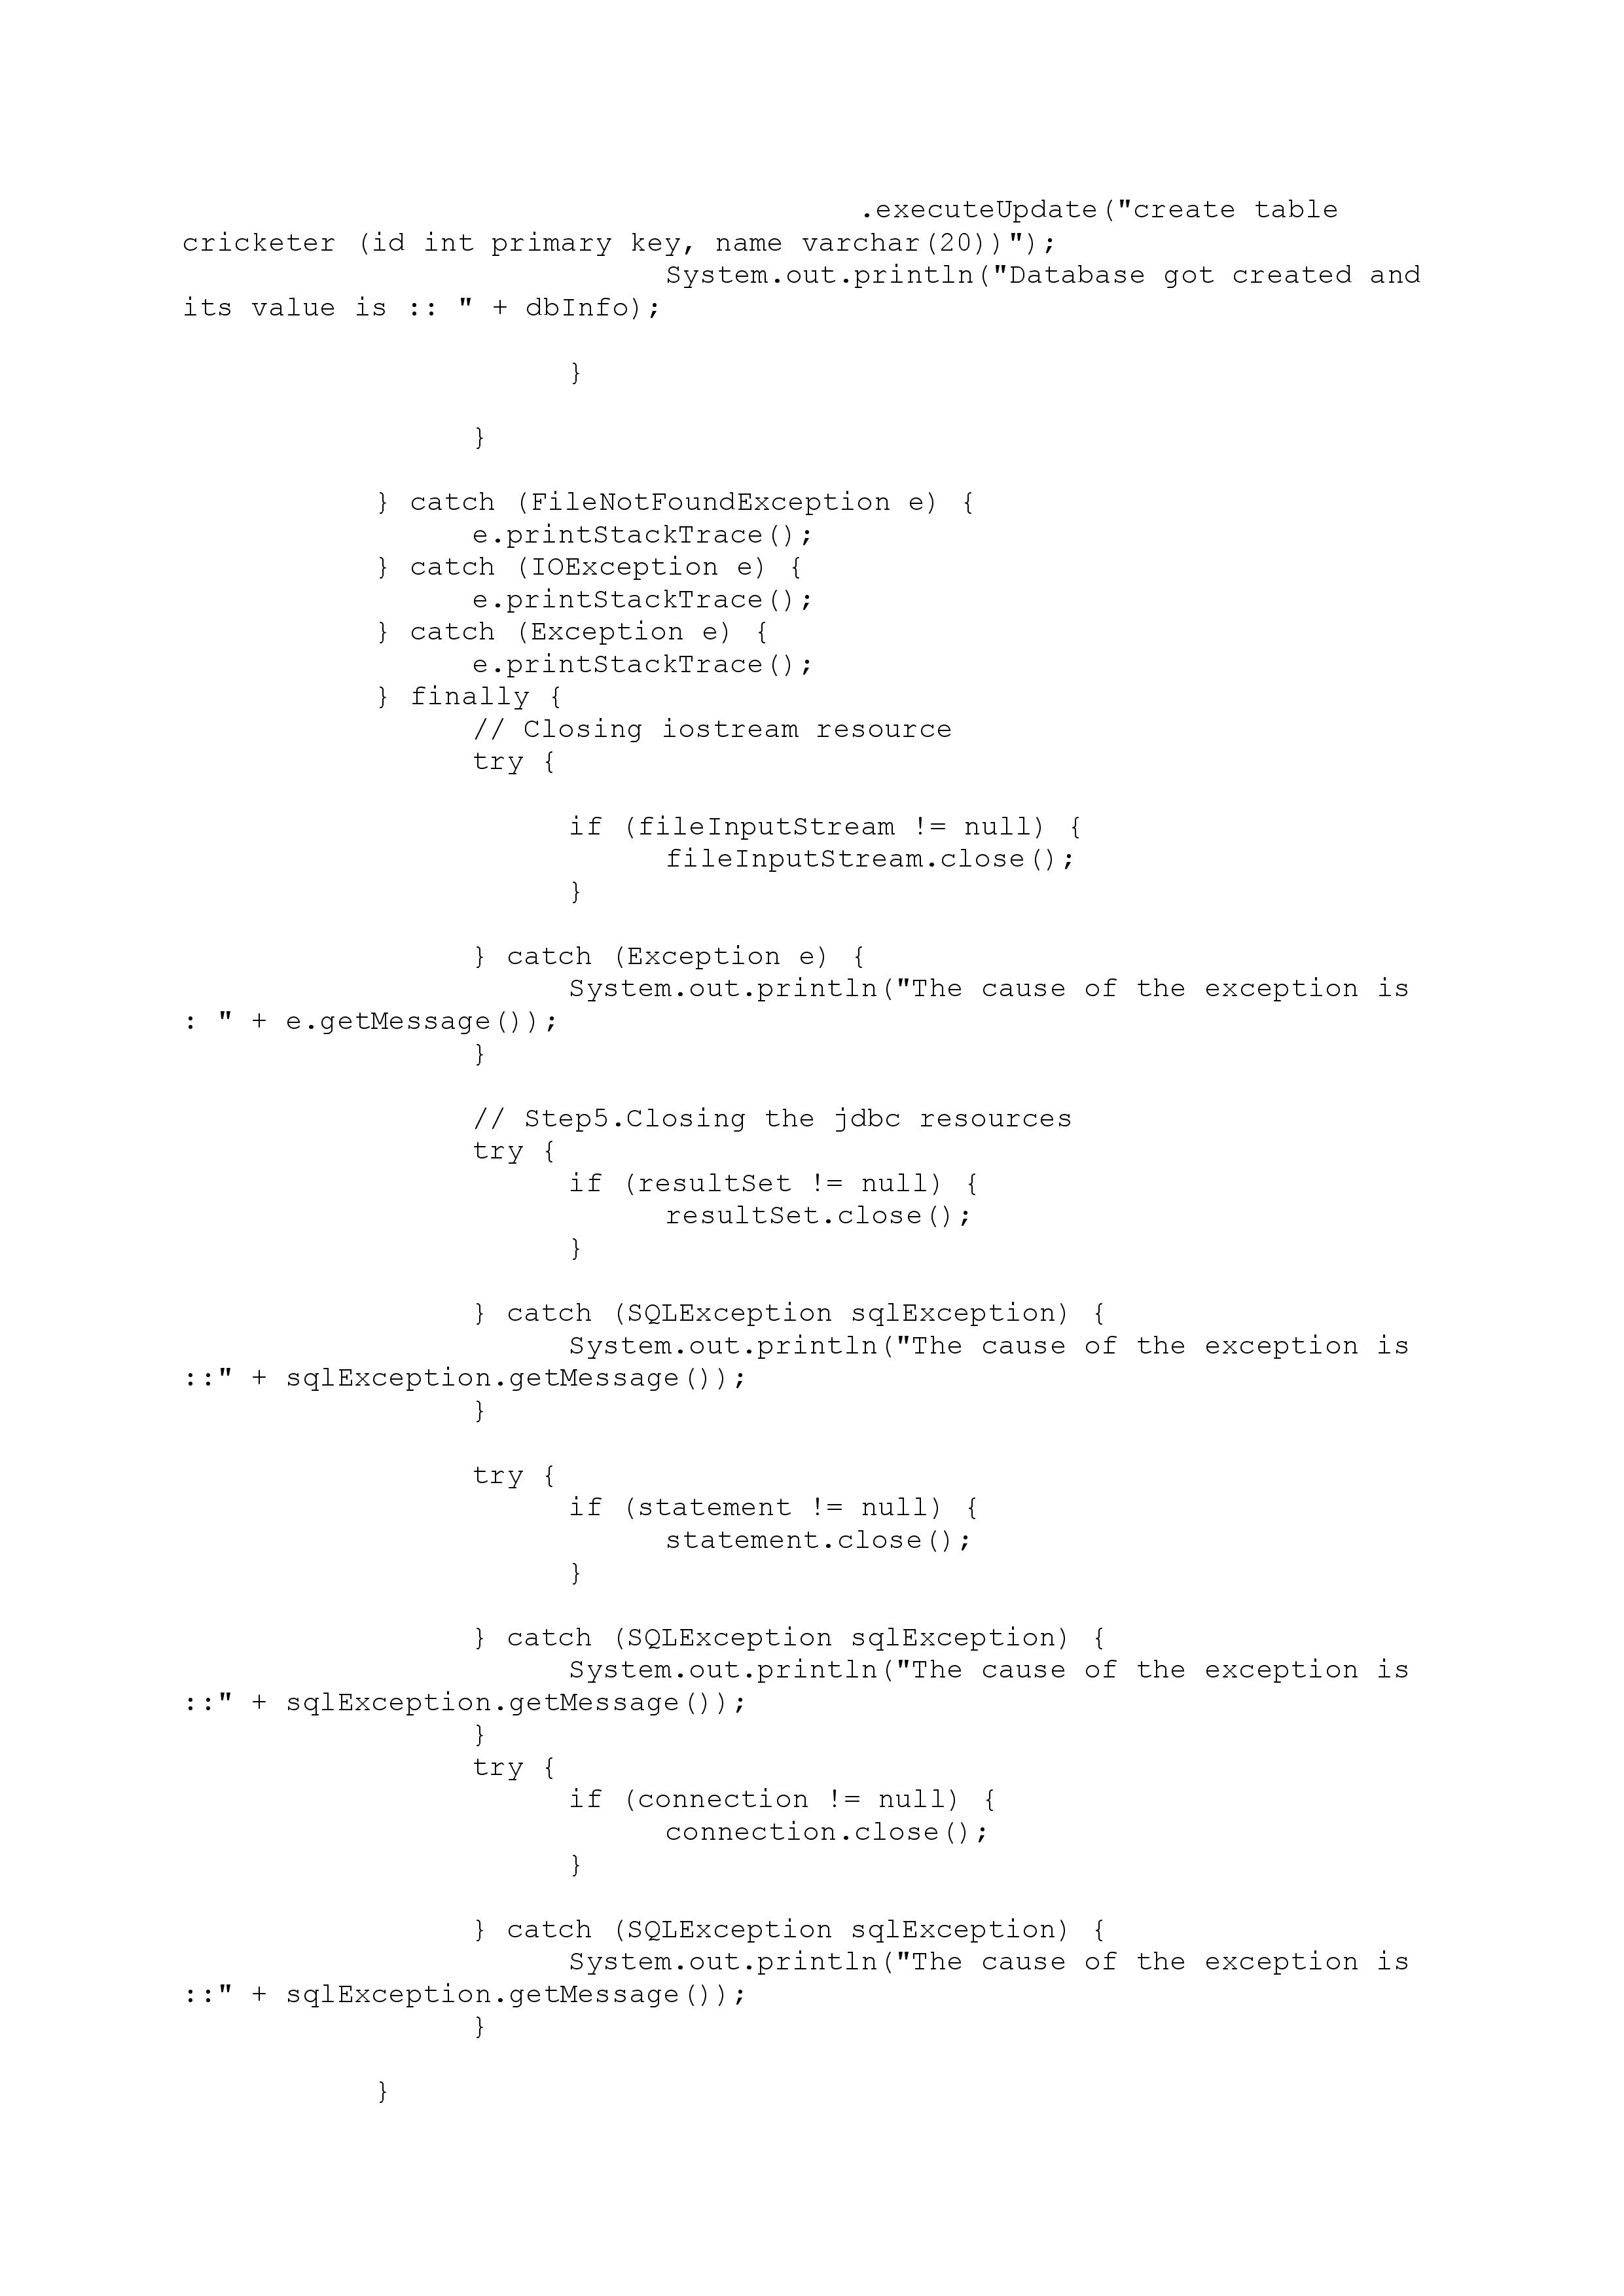 .executeUpdate("create table
cricketer (id int primary key, name varchar(20))");
System.out.println("Database got created and
its value is :: " + dbInfo);
}
}
} catch (FileNotFoundException e) {
e.printStackTrace();
} catch (IOException e) {
e.printStackTrace();
} catch (Exception e) {
e.printStackTrace();
} finally {
// Closing iostream resource
try {
if (fileInputStream != null) {
fileInputStream.close();
}
} catch (Exception e) {
System.out.println("The cause of the exception is
: " + e.getMessage());
}
// Step5.Closing the jdbc resources
try {
if (resultSet != null) {
resultSet.close();
}
} catch (SQLException sqlException) {
System.out.println("The cause of the exception is
::" + sqlException.getMessage());
}
try {
if (statement != null) {
statement.close();
}
} catch (SQLException sqlException) {
System.out.println("The cause of the exception is
::" + sqlException.getMessage());
}
try {
if (connection != null) {
connection.close();
}
} catch (SQLException sqlException) {
System.out.println("The cause of the exception is
::" + sqlException.getMessage());
}
}